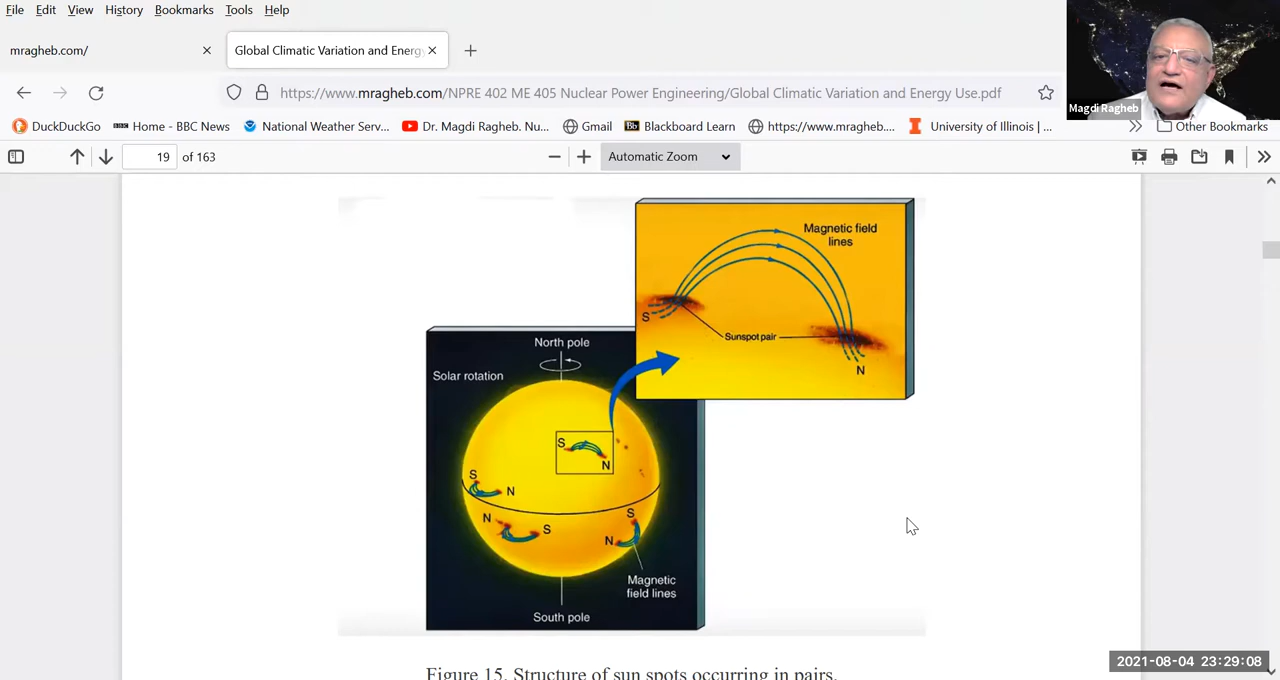 File Edit View History Bookmarks Tools Help
mragheb.com/
Global Climatic Variation and Energy
https://www.mragheb.com/NPRE 402 ME 405 Nuclear Power Engineering/Global Climatic Variation and Energy Use.pdf
Magdi Ragheb
DuckDuckGo
BBC Home - BBC News
National Weather Serv...
Dr. Magdi Ragheb. Nu...
Gmail
Bb Blackboard Learn
https://www.mragheb....
I University of Illinois | ...
Other Bookmarks
19 of 163
Automatic Zoom
Magnetic field
lines
S
Sunspot pair
N
North pole
Solar rotation
S
N
S
N
N
S
S
N
Magnetic
field lines
South pole
2021-08-04 23:29:08
Figure 15. Structure of sun spots occurring in pairs.